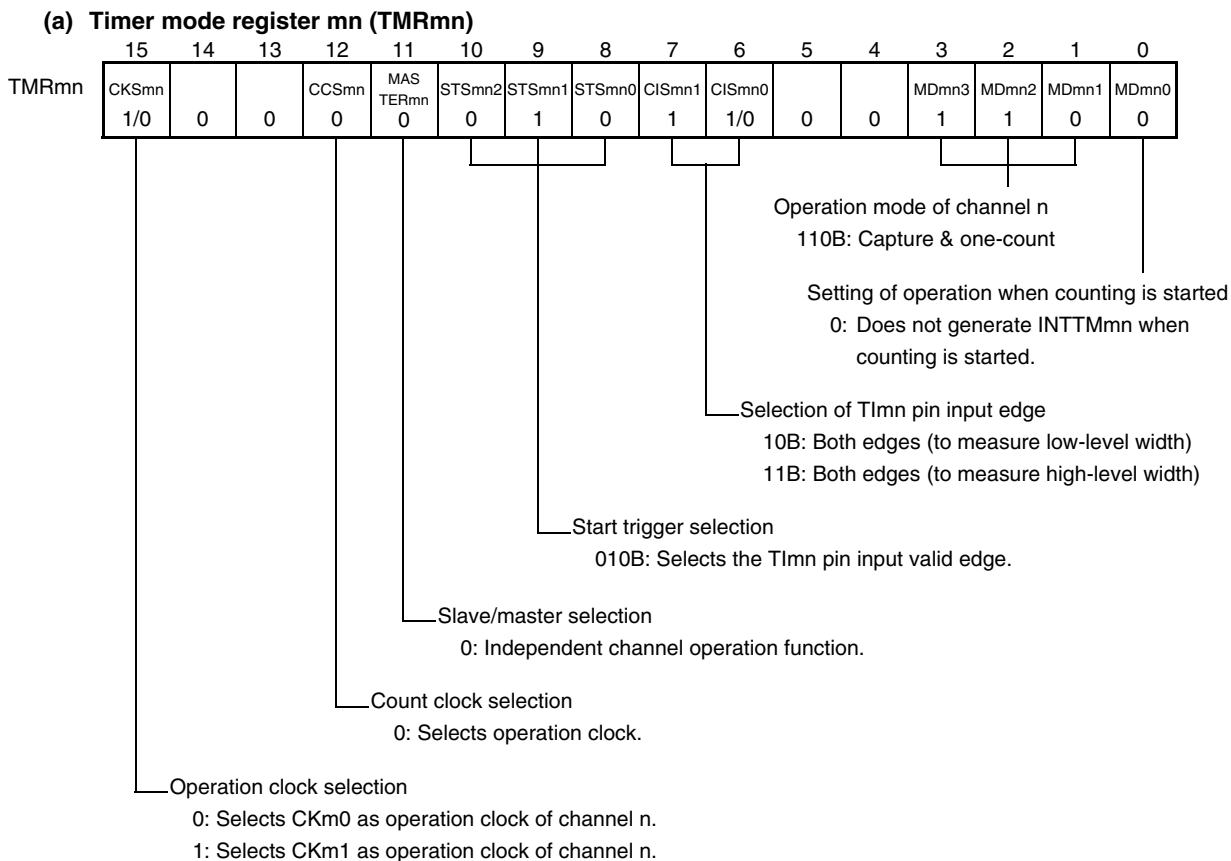 (a) Timer mode register mn (TMRmn)
15 14 13 12 11 10 9 8 7 6 5 4 3 2 1 0
TMRmn CKSmn CCSmn MAS TERmn STSmn2 STSmn1 STSmn0 CISmn1 CISmn0 MDmn3 MDmn2 MDmn1 MDmn0
1/0 0 0 0 0 0 1 0 1 1/0 0 0 1 1 0 0
Operation mode of channel n
110B: Capture & one-count
Setting of operation when counting is started
0: Does not generate INTTMmn when
counting is started.
Selection of TImn pin input edge
10B: Both edges (to measure low-level width)
11B: Both edges (to measure high-level width)
Start trigger selection
010B: Selects the TImn pin input valid edge.
Slave/master selection
0: Independent channel operation function.
Count clock selection
0: Selects operation clock.
Operation clock selection
0: Selects CKm0 as operation clock of channel n.
1: Selects CKm1 as operation clock of channel n.